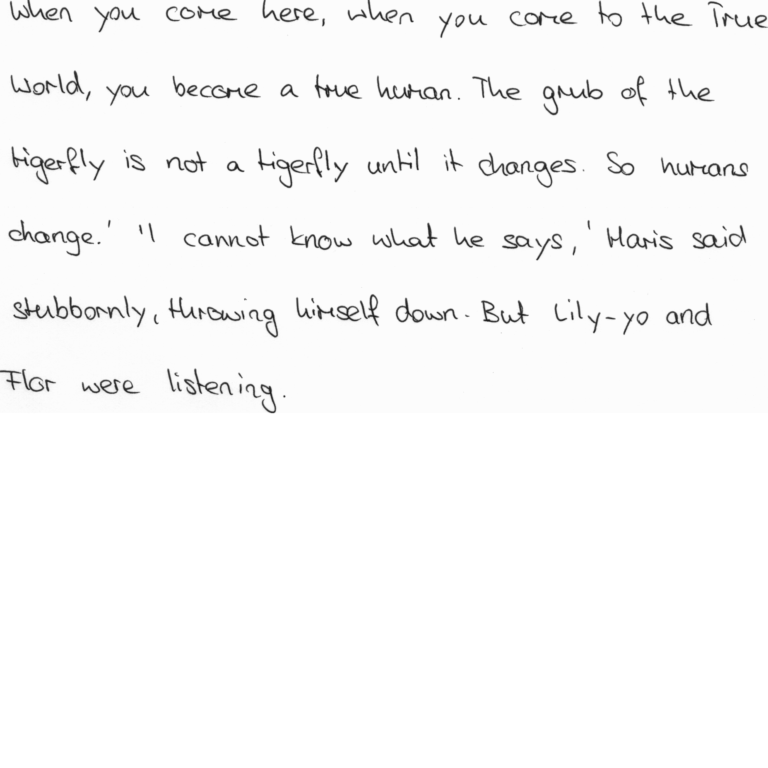 When you come here, when you come to the True
World, you become a true human. The grub of the
tigerfly is not a tigerfly until it changes. So humans
change.' 'I cannot know what he says,' Haris said
stubbornly, throwing himself down. But Lily-yo and
Flor were listening.